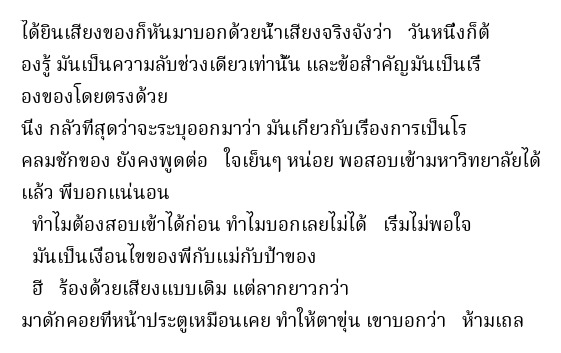 ได้ยินเสียงของก็หันมาบอกด้วยน้ำเสียงจริงจังว่า   วันหนึ่งก็ต้
องรู้ มันเป็นความลับช่วงเดียวเท่านั้น และข้อสำคัญมันเป็นเรื่
องของโดยตรงด้วย
นึง กลัวที่สุดว่าจะระบุออกมาว่า มันเกี่ยวกับเรื่องการเป็นโร
คลมชักของ ยังคงพูดต่อ   ใจเย็นๆ หน่อย พอสอบเข้ามหาวิทยาลัยได้
แล้ว พี่บอกแน่นอน
ทำไมต้องสอบเข้าได้ก่อน ทำไมบอกเลยไม่ได้   เริ่มไม่พอใจ
มันเป็นเงื่อนไขของพี่กับแม่กับป้าของ
ฮึ   ร้องด้วยเสียงแบบเดิม แต่ลากยาวกว่า
มาดักคอยที่หน้าประตูเหมือนเคย ทำให้ตาขุ่น เขาบอกว่า   ห้ามเถล